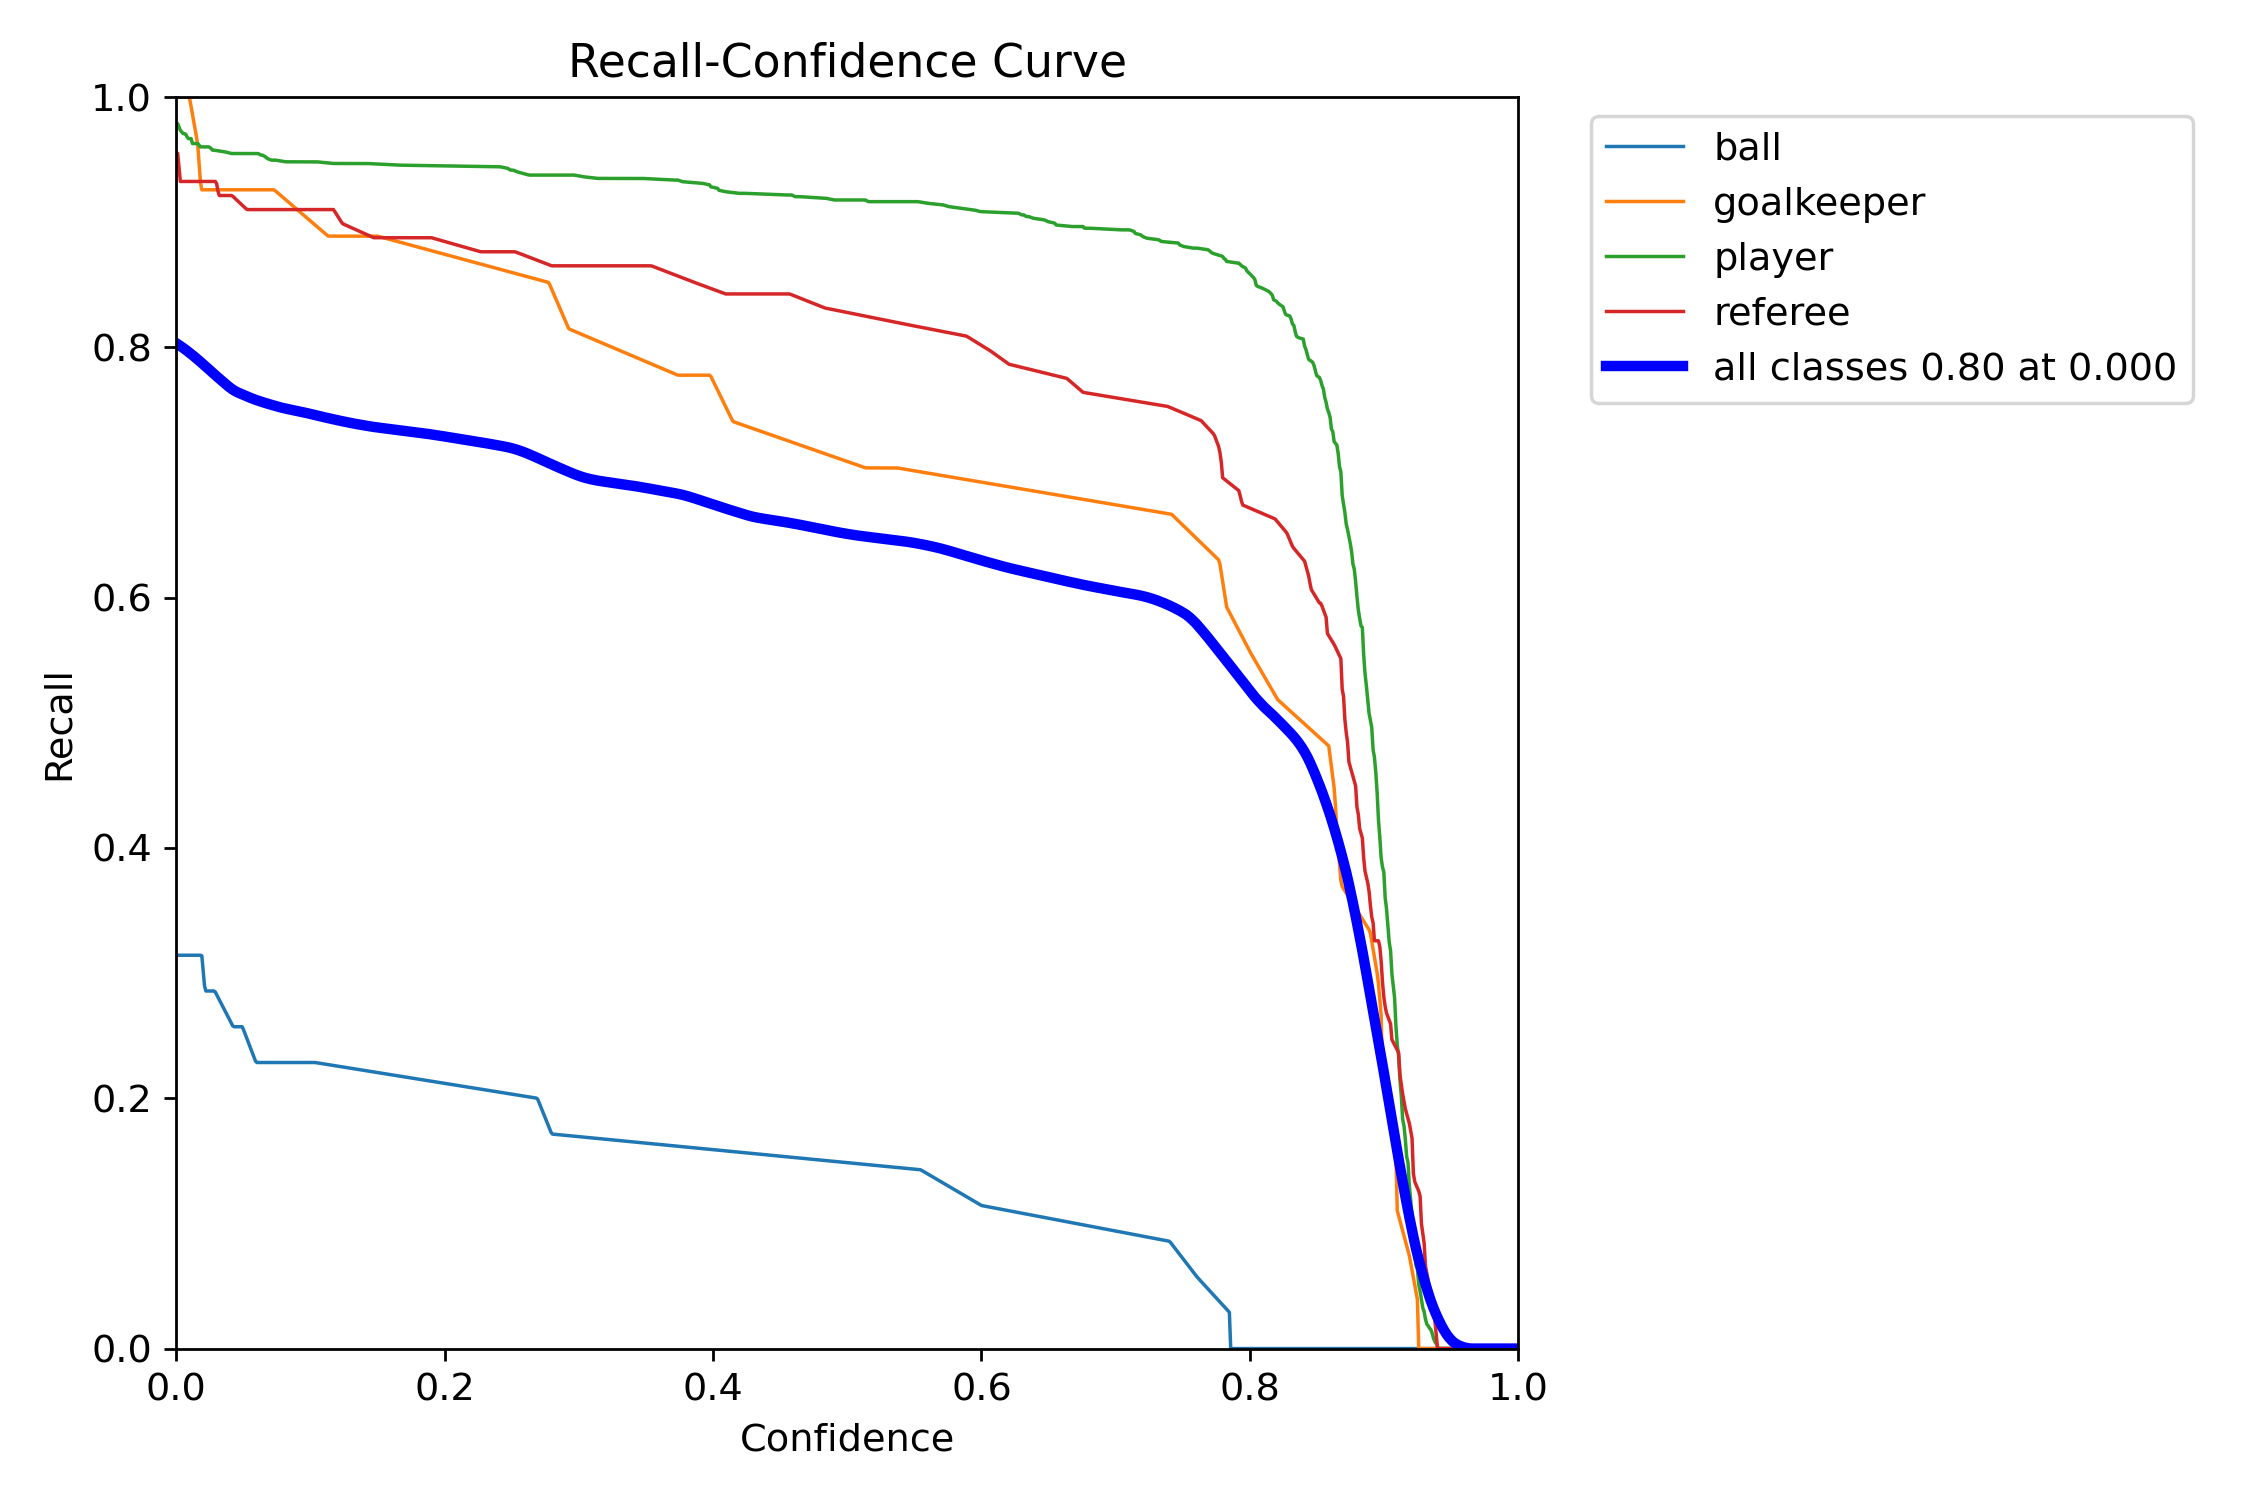 Recall-Confidence Curve
1.0
0.8
0.6
0.4
0.2
0.0
Recall
0.0 0.2 0.4 0.6 0.8 1.0
Confidence
ball
goalkeeper
player
referee
all classes 0.80 at 0.000